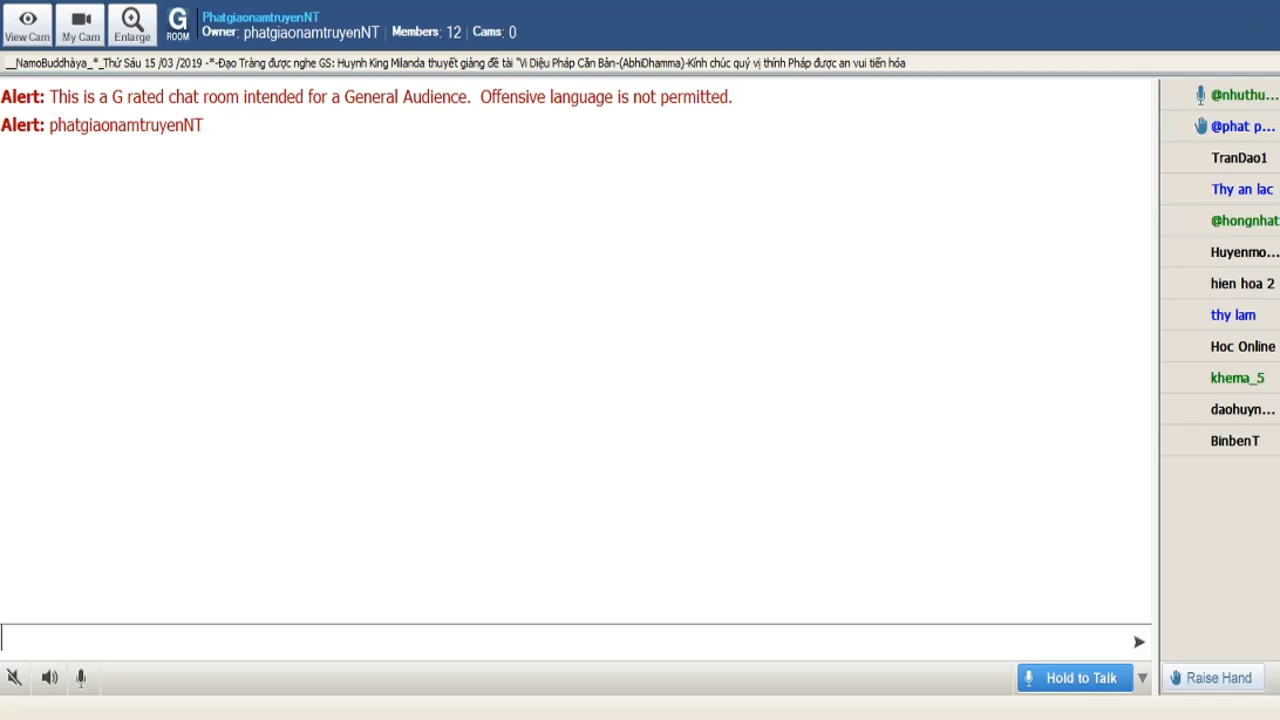 View Cam
My Cam
Enlarge
G
ROOM
PhatgiaonamtruyenNT
Owner: phatgiaonamtruyenNT | Members: 12 | Cams: 0
__NamoBuddhàya_*_Thứ Sáu 15 /03 /2019 -*-Đạo Tràng được nghe GS: Huynh King Milanda thuyết giảng đề tài "Vi Diệu Pháp Căn Bản-(AbhiDhamma)-Kính chúc quý vị thính Pháp được an vui tiến hóa
Alert: This is a G rated chat room intended for a General Audience. Offensive language is not permitted.
Alert: phatgiaonamtruyenNT
@nhuthu...
@phat p...
TranDao1
Thy an lac
@hongnhat
Huyenmo...
hien hoa 2
thy lam
Hoc Online
khema_5
daohuyn...
BinbenT
Hold to Talk
Raise Hand